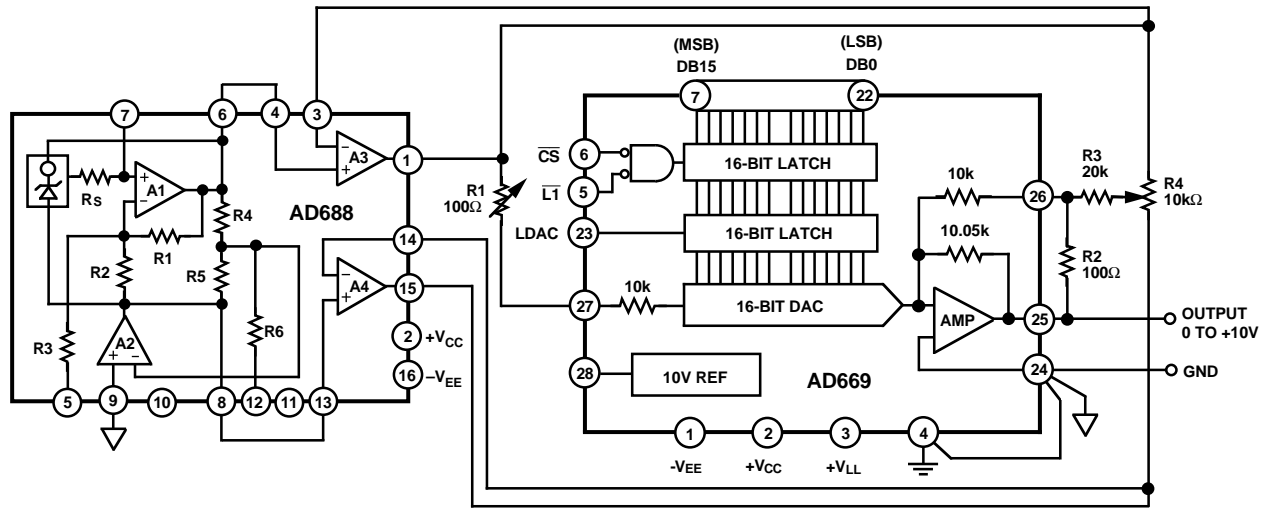 (MSB)
DB15
(LSB)
DB0
7
6
4
3
7
22
A1
RS
A3
1
AD688
R4
R1
R2
R5
R3
A2
R6
14
A4
15
2
+VCC
16
–VEE
5
9
10
8
12
11
13
R1
100Ω
CS
6
L1
5
LDAC
23
16-BIT LATCH
16-BIT LATCH
27
10k
16-BIT DAC
28
10V REF
AD669
10k
10.05k
AMP
26
R3
20k
R4
10kΩ
R2
100Ω
25
OUTPUT
0 TO +10V
24
GND
1
2
3
4
-VEE
+VCC
+VLL